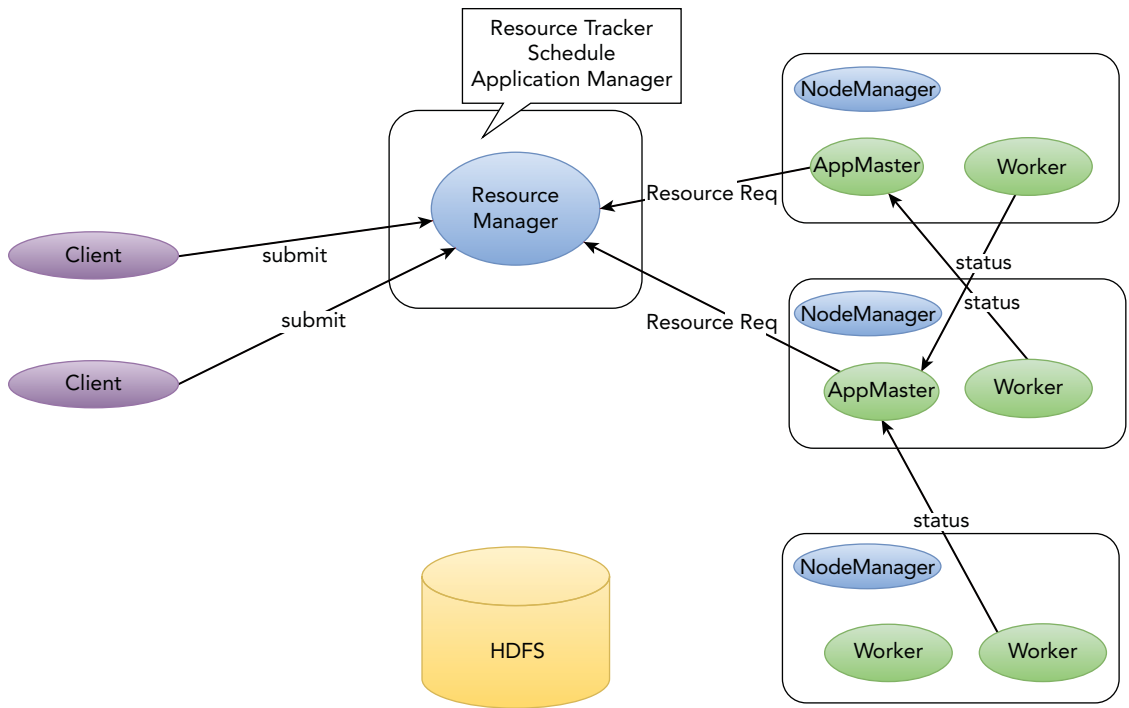 Resource Tracker
Schedule
Application Manager
Resource
Manager
Client
submit
Client
submit
Resource Req
Resource Req
NodeManager
AppMaster
Worker
status
status
NodeManager
AppMaster
Worker
status
NodeManager
Worker
Worker
HDFS